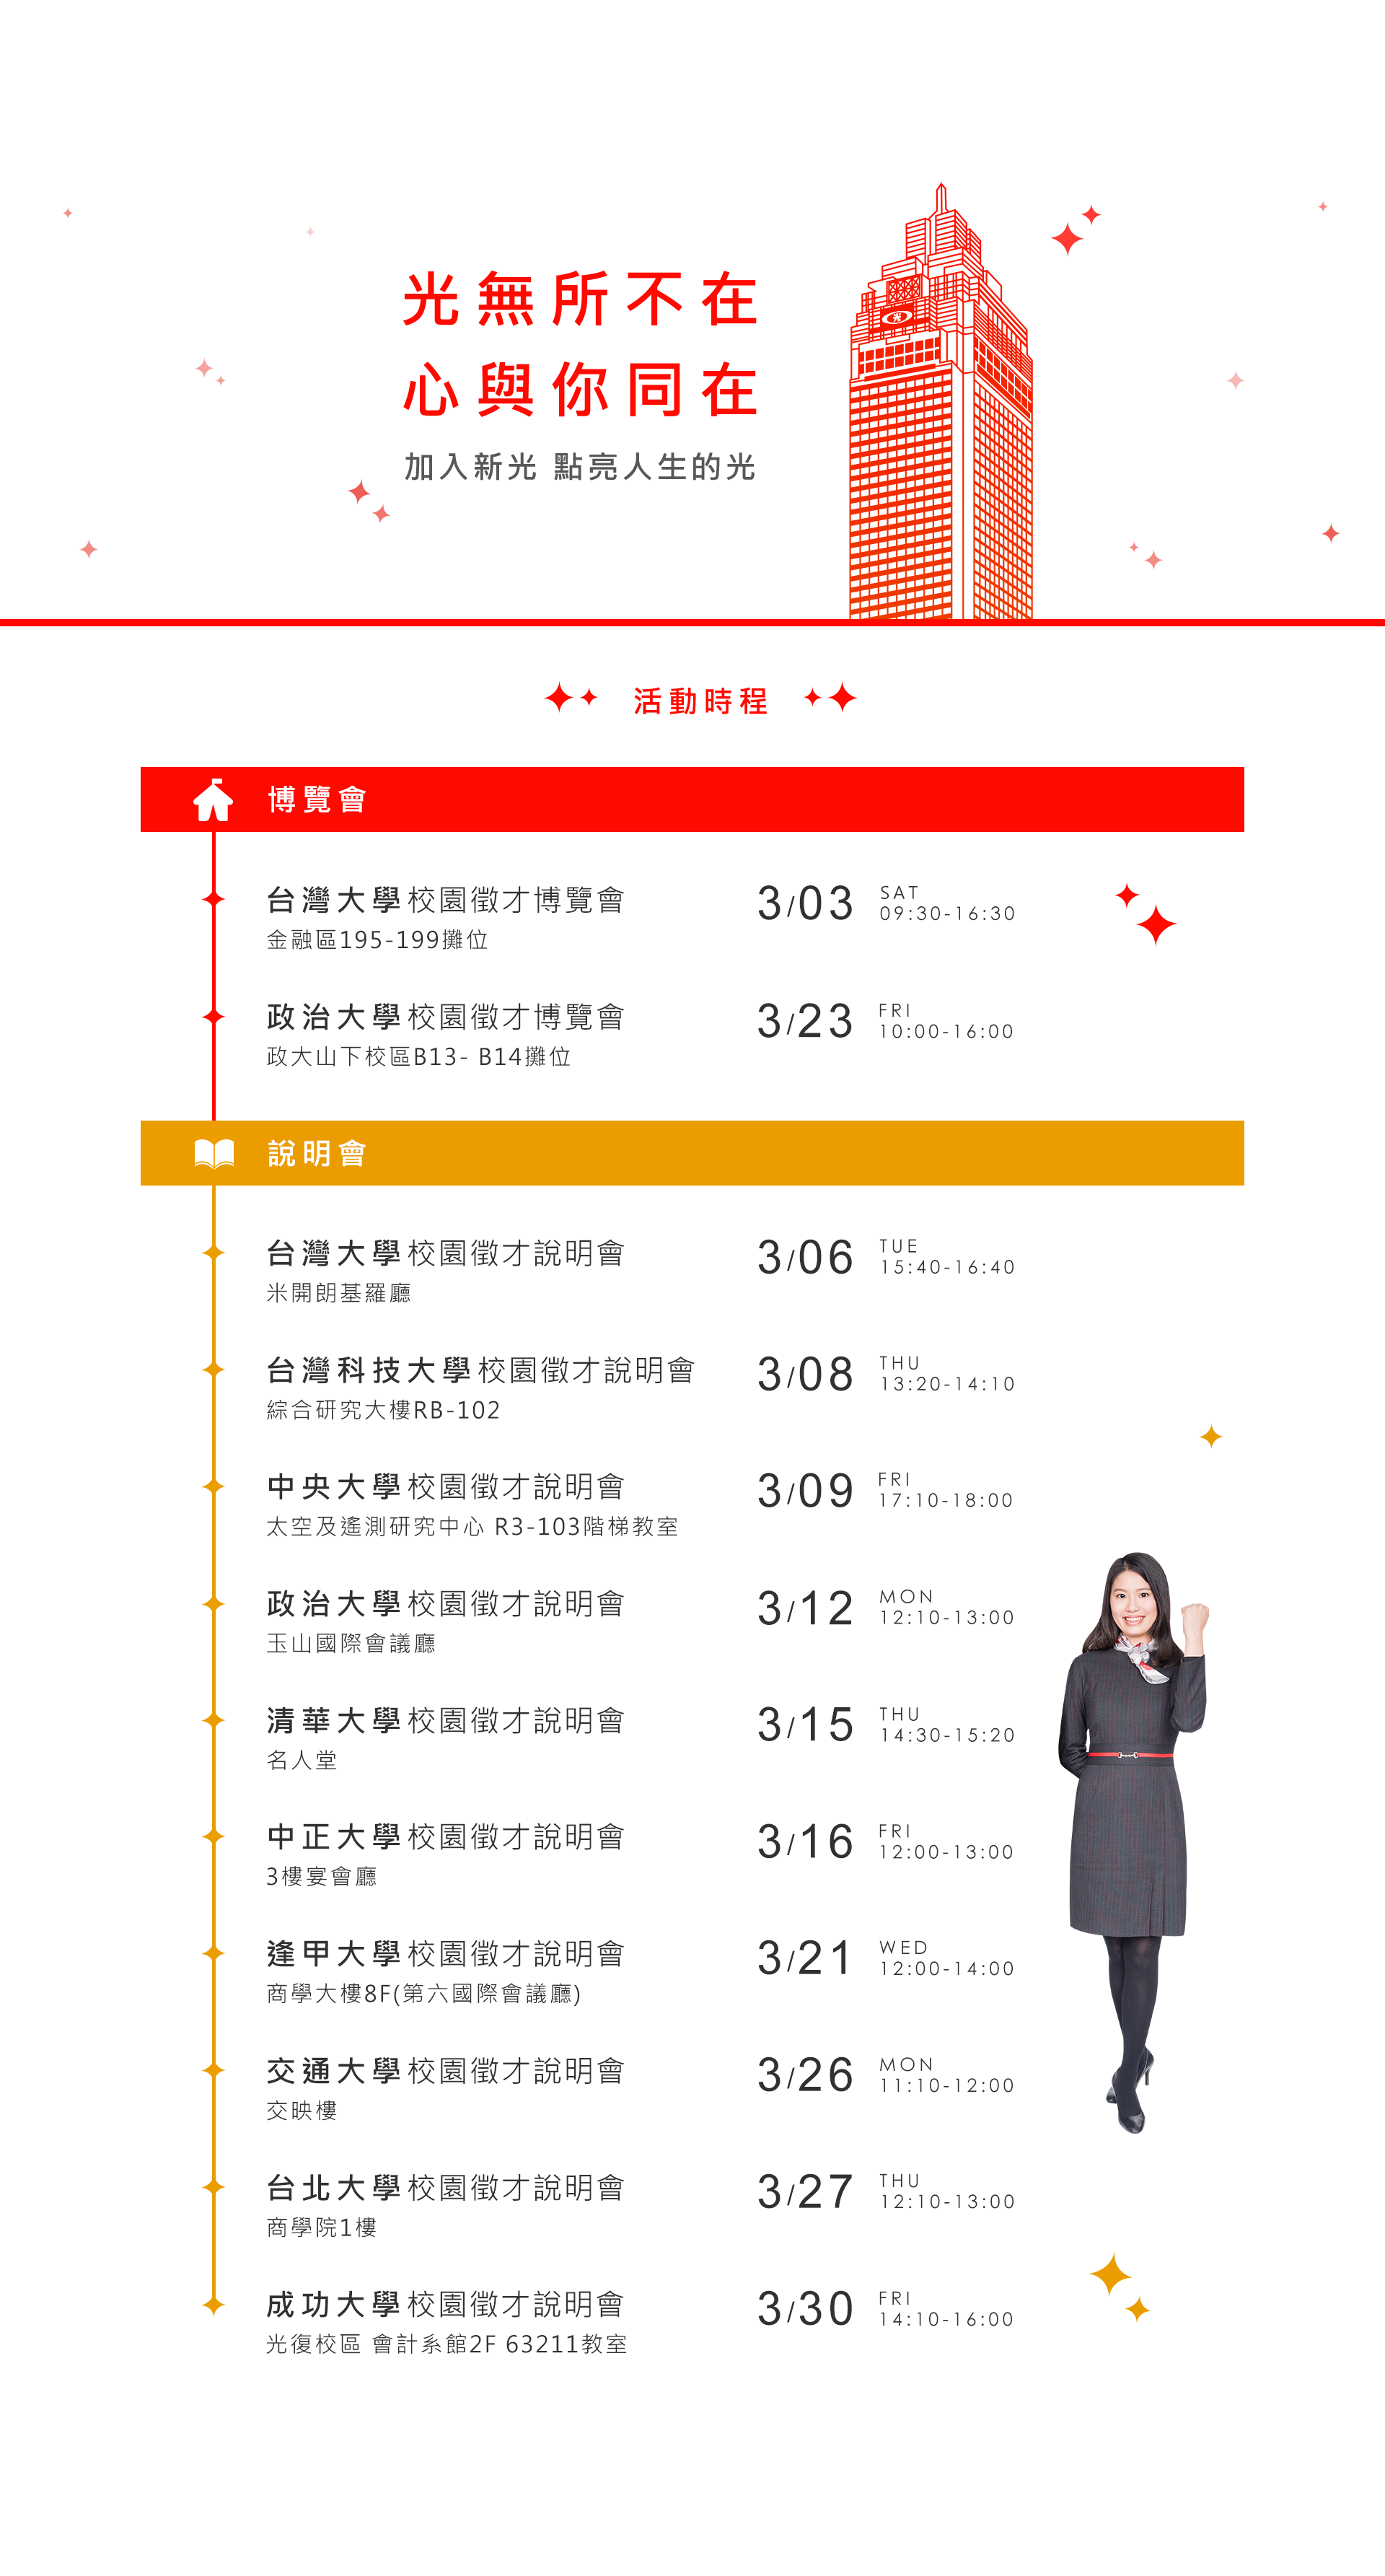 光無所不在
心與你同在
加入新光 點亮人生的光
活動時程
博覽會
台灣大學校園徵才博覽會 3/03 SAT 09:30-16:30
金融區195-199攤位
政治大學校園徵才博覽會 3/23 FRI 10:00-16:00
政大山下校區B13- B14攤位
說明會
台灣大學校園徵才說明會 3/06 TUE 15:40-16:40
米開朗基羅廳
台灣科技大學校園徵才說明會 3/08 THU 13:20-14:10
綜合研究大樓RB-102
中央大學校園徵才說明會 3/09 FRI 17:10-18:00
太空及遙測研究中心 R3-103階梯教室
政治大學校園徵才說明會 3/12 MON 12:10-13:00
玉山國際會議廳
清華大學校園徵才說明會 3/15 THU 14:30-15:20
名人堂
中正大學校園徵才說明會 3/16 FRI 12:00-13:00
3樓宴會廳
逢甲大學校園徵才說明會 3/21 WED 12:00-14:00
商學大樓8F(第六國際會議廳)
交通大學校園徵才說明會 3/26 MON 11:10-12:00
交映樓
台北大學校園徵才說明會 3/27 THU 12:10-13:00
商學院1樓
成功大學校園徵才說明會 3/30 FRI 14:10-16:00
光復校區 會計系館2F 63211教室